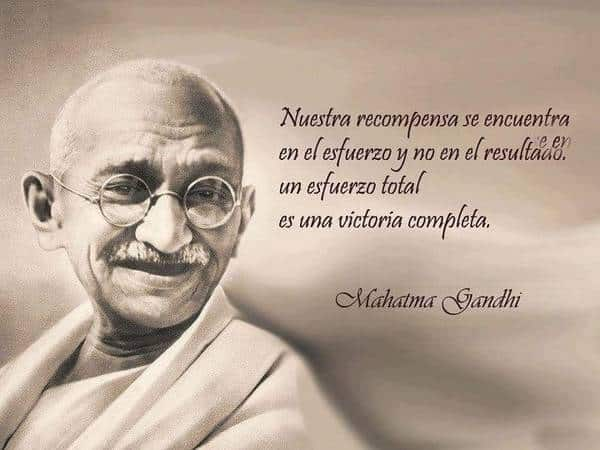 Nuestra recompensa se encuentra
en el esfuerzo y no en el resultado.
un esfuerzo total
es una victoria completa.
Mahatma Gandhi